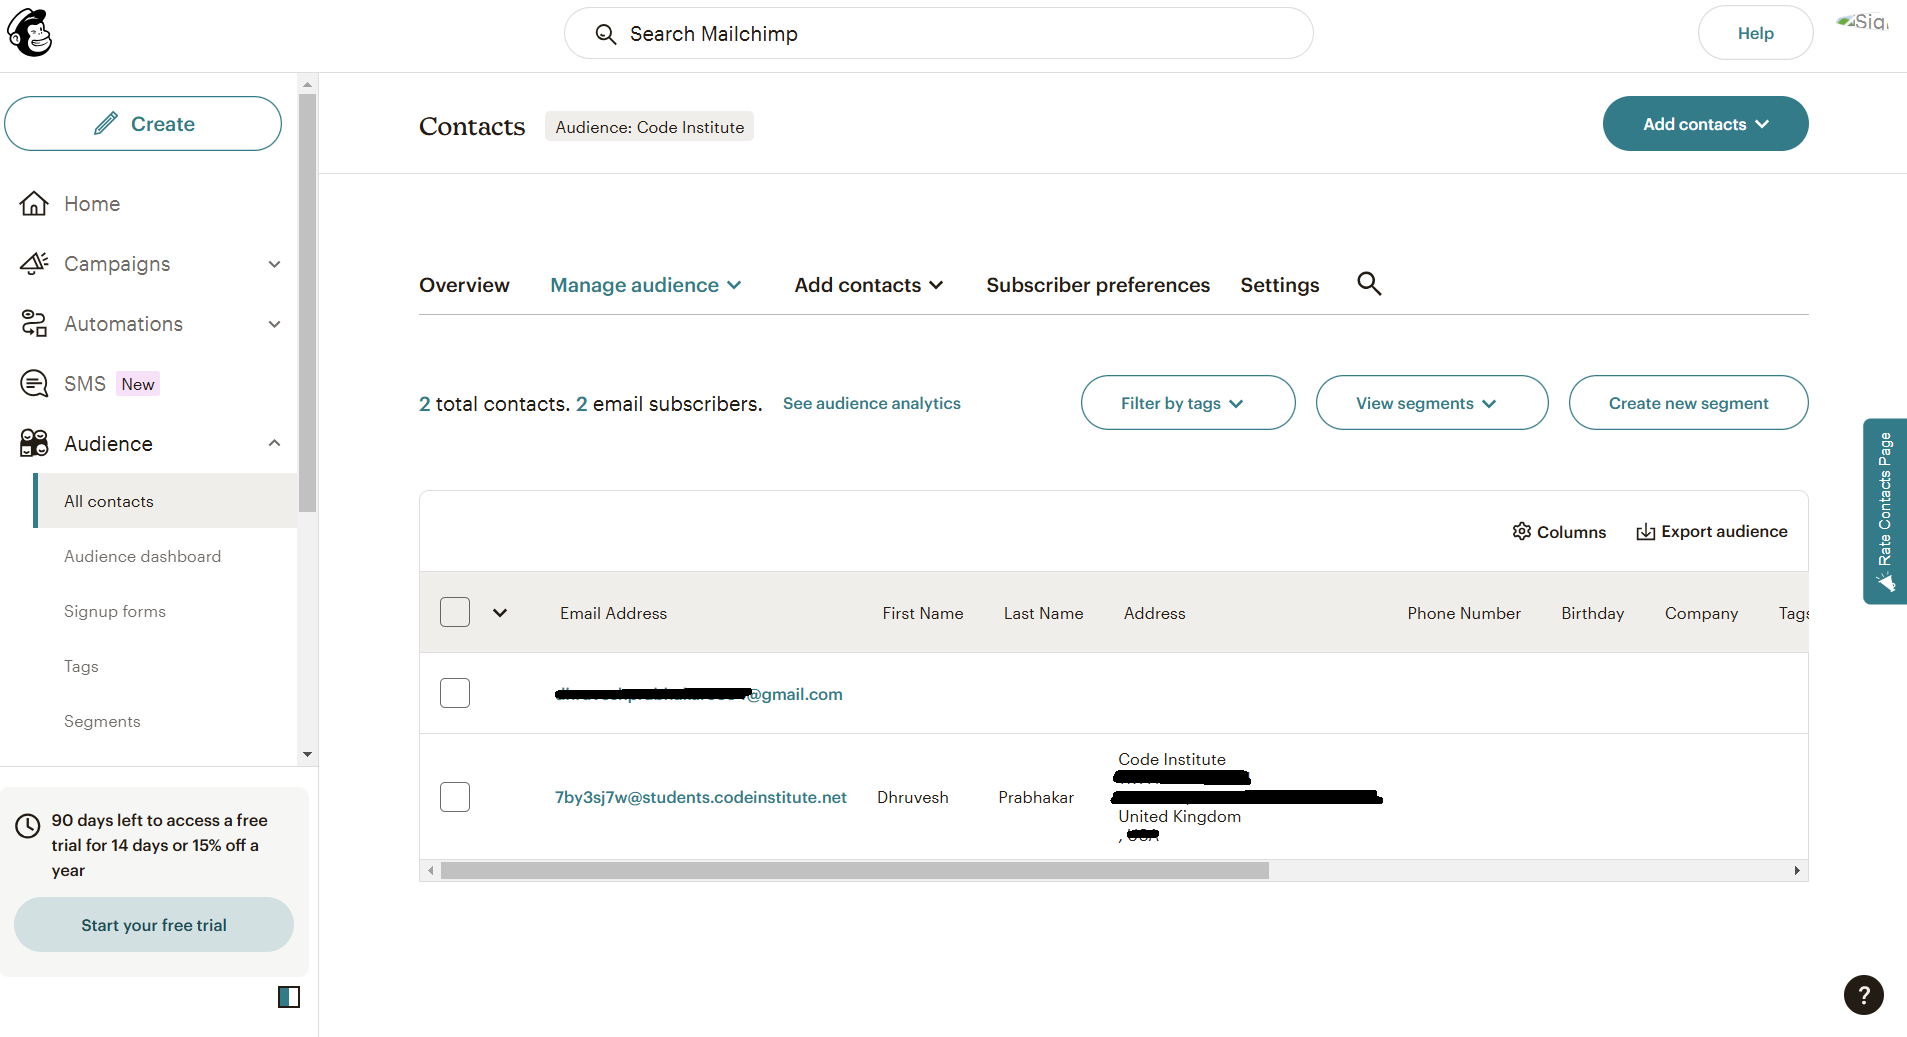 Search Mailchimp
Help
Create
Home
Campaigns
Automations
SMS New
Audience
All contacts
Audience dashboard
Signup forms
Tags
Segments
90 days left to access a free
trial for 14 days or 15% off a
year
Start your free trial
Contacts
Audience: Code Institute
Add contacts
Overview Manage audience Add contacts Subscriber preferences Settings
2 total contacts. 2 email subscribers. See audience analytics
Filter by tags View segments Create new segment
Columns Export audience
Email Address First Name Last Name Address Phone Number Birthday Company Tags
@gmail.com
7by3sj7w@students.codeinstitute.net Dhruvesh Prabhakar
Code Institute
United Kingdom
,
Rate Contacts Page
?